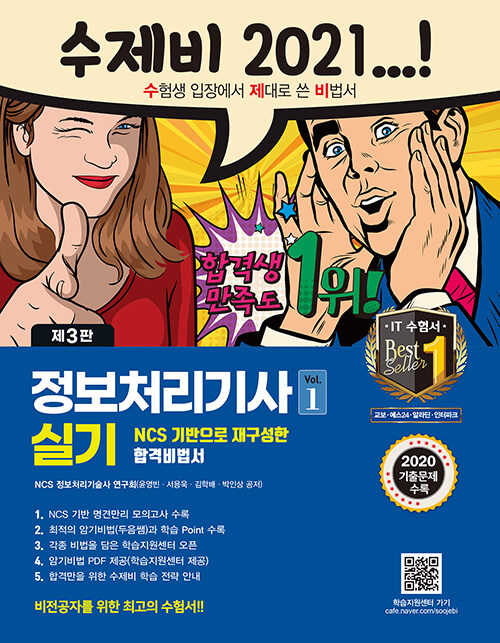 수제비 2021...!
수험생 입장에서 제대로 쓴 비법서
합격생
만족도
1위!
제3판
IT 수험서
Best
Seller
1
교보·예스24·알라딘·인터파크
정보처리기사
Vol.
1
실기
NCS 기반으로 재구성한
합격비법서
2020
기출문제
수록
NCS 정보처리기술사 연구회(윤영빈·서용욱·김학배·박인상 공저)
1. NCS 기반 명견만리 모의고사 수록
2. 최적의 암기비법(두음쌤)과 학습 Point 수록
3. 각종 비법을 담은 학습지원센터 오픈
4. 암기비법 PDF 제공(학습지원센터 제공)
5. 합격만을 위한 수제비 학습 전략 안내
비전공자를 위한 최고의 수험서!!
학습지원센터 가기
cafe.naver.com/soojebi